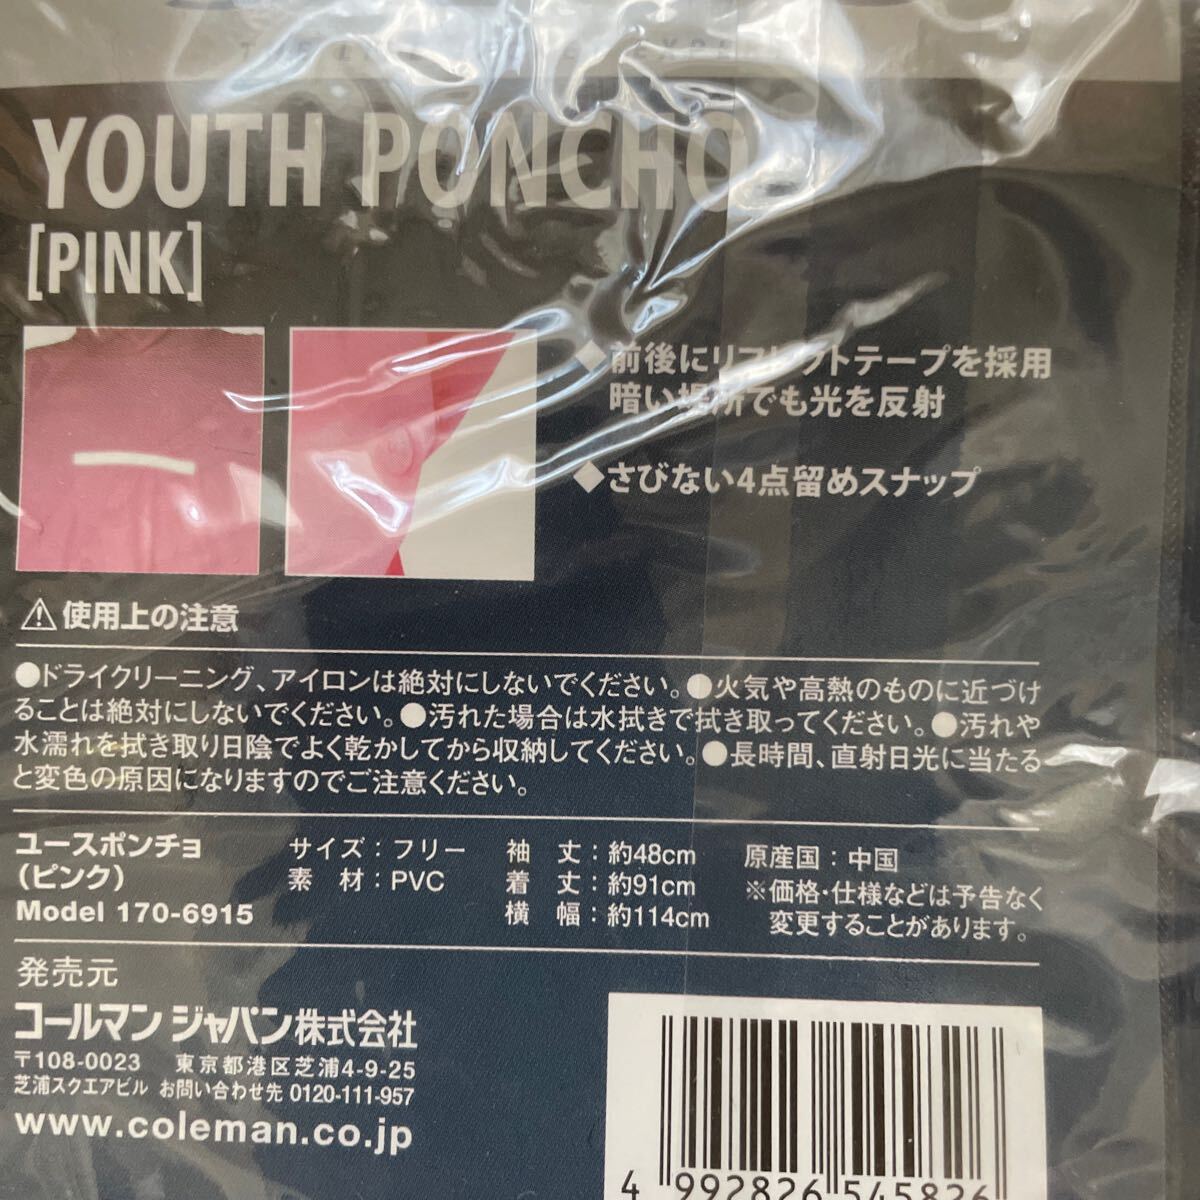 YOUTH PONCHO
[PINK]
◆前後にリフレクトテープを採用
暗い場所でも光を反射
◆さびない4点留めスナップ
⚠使用上の注意
●ドライクリーニング、アイロンは絶対にしないでください。●火気や高熱のものに近づけ
ることは絶対にしないでください。●汚れた場合は水拭きで拭き取ってください。●汚れや
水濡れを拭き取り日陰でよく乾かしてから収納してください。●長時間、直射日光に当たる
と変色の原因になりますのでご注意ください。
ユースポンチョ
(ピンク)
Model 170-6915
サイズ:フリー
素 材:PVC
袖 丈:約48cm
着 丈:約91cm
横 幅:約114cm
原産国:中国
※価格・仕様などは予告なく
変更することがあります。
発売元
コールマン ジャパン株式会社
〒108-0023 東京都港区芝浦4-9-25
芝浦スクエアビル お問い合わせ先 0120-111-957
www.coleman.co.jp
4 992826 545826